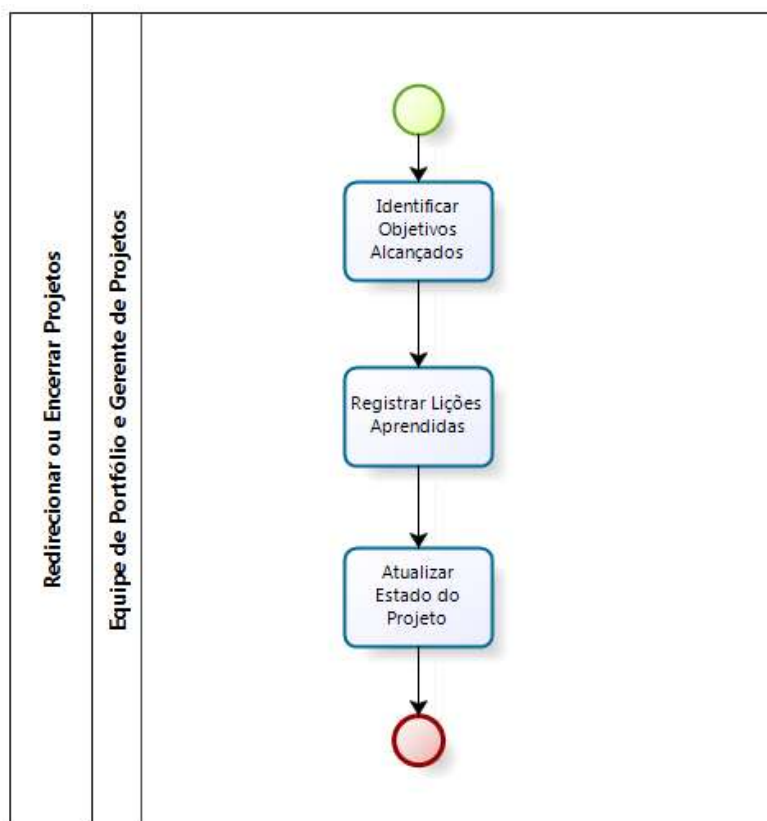 Redirecionar ou Encerrar Projetos
Equipe de Portfólio e Gerente de Projetos
Identificar
Objetivos
Alcançados
Registrar Lições
Aprendidas
Atualizar
Estado do
Projeto